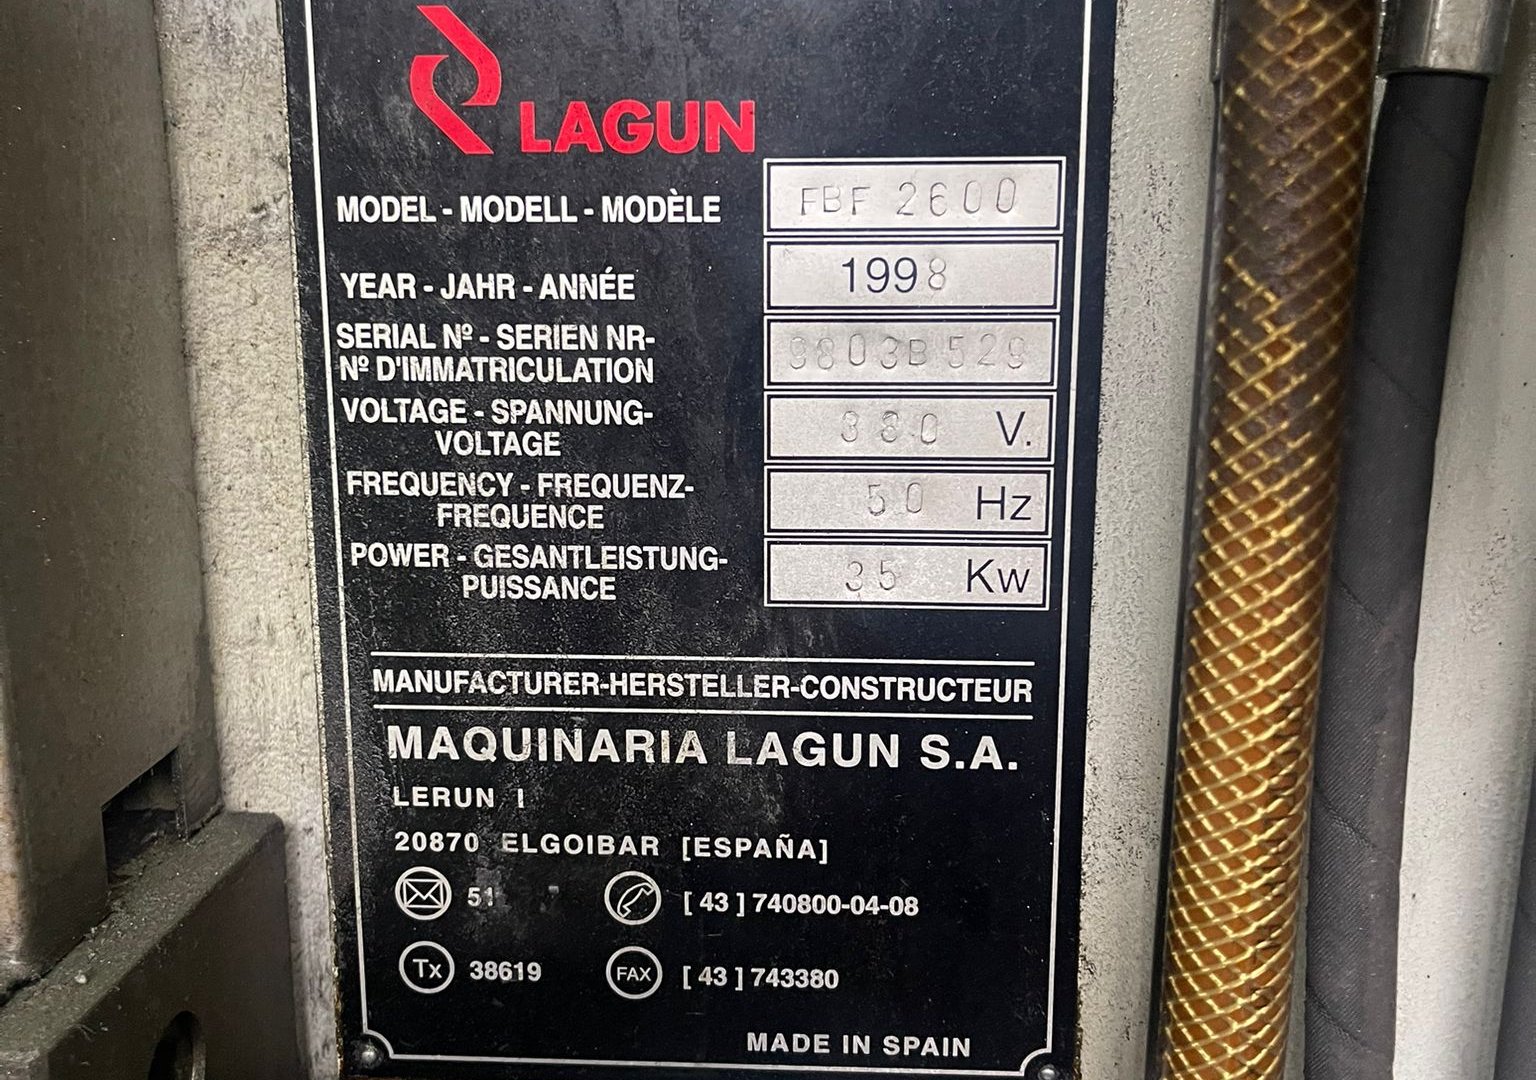 LAGUN
MODEL - MODELL - MODÈLE FBF 2600
YEAR - JAHR - ANNÉE 1998
SERIAL Nº - SERIEN NR-
Nº D'IMMATRICULATION 9803B529
VOLTAGE - SPANNUNG-
VOLTAGE 380 V.
FREQUENCY - FREQUENZ-
FREQUENCE 50 Hz
POWER - GESANTLEISTUNG-
PUISSANCE 35 Kw
MANUFACTURER-HERSTELLER-CONSTRUCTEUR
MAQUINARIA LAGUN S.A.
LERUN I
20870 ELGOIBAR [ESPAÑA]
51 [ 43 ] 740800-04-08
Tx 38619 FAX [ 43 ] 743380
MADE IN SPAIN